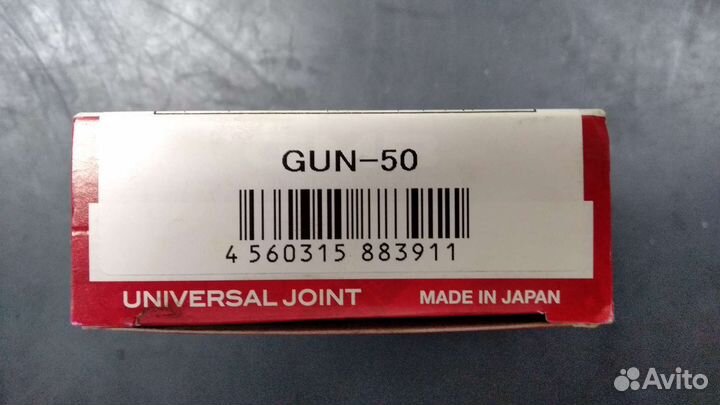 GUN-50
4 560315 883911
UNIVERSAL JOINT MADE IN JAPAN
Avito